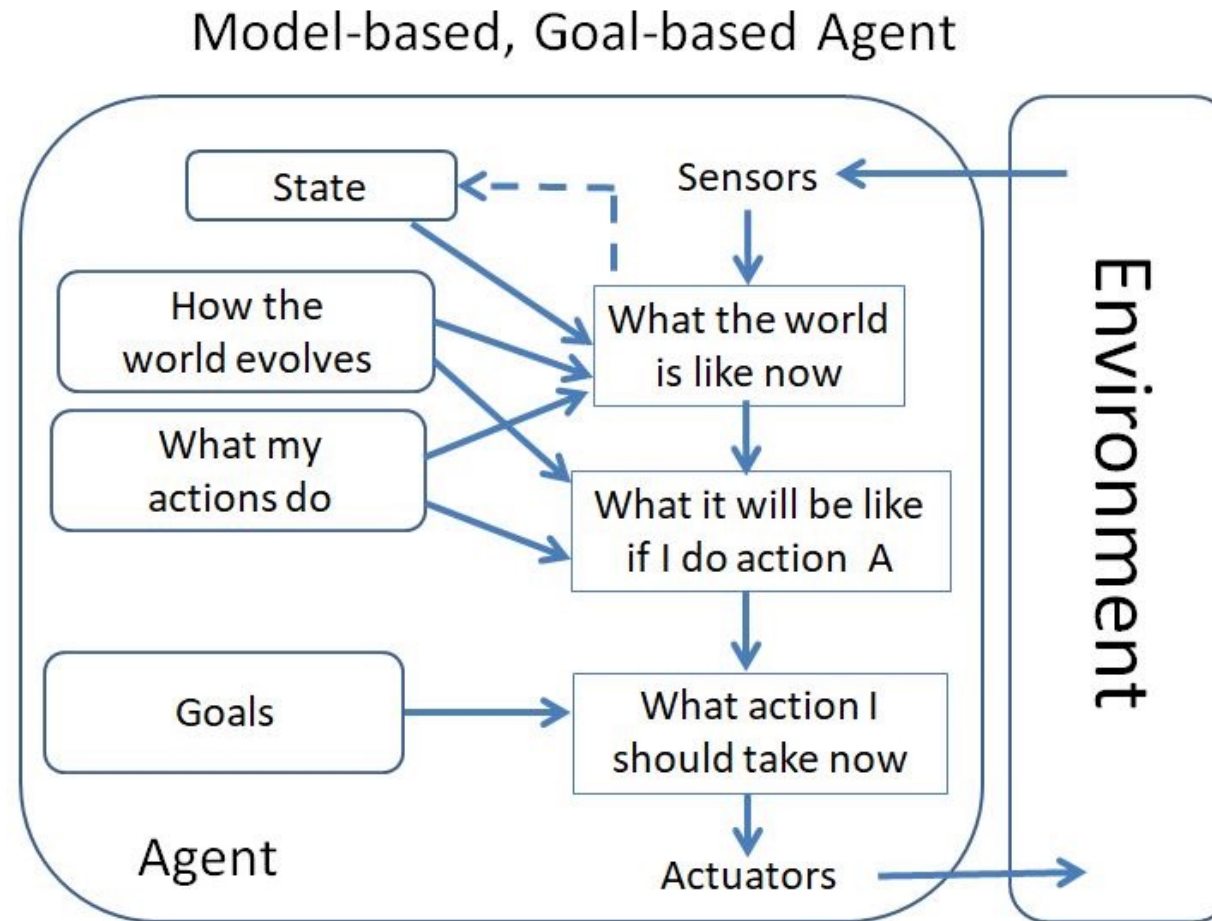 Model-based, Goal-based Agent
State
Sensors
How the
world evolves
What the world
is like now
What my
actions do
What it will be like
if I do action A
Goals
What action I
should take now
Agent
Actuators
Environment